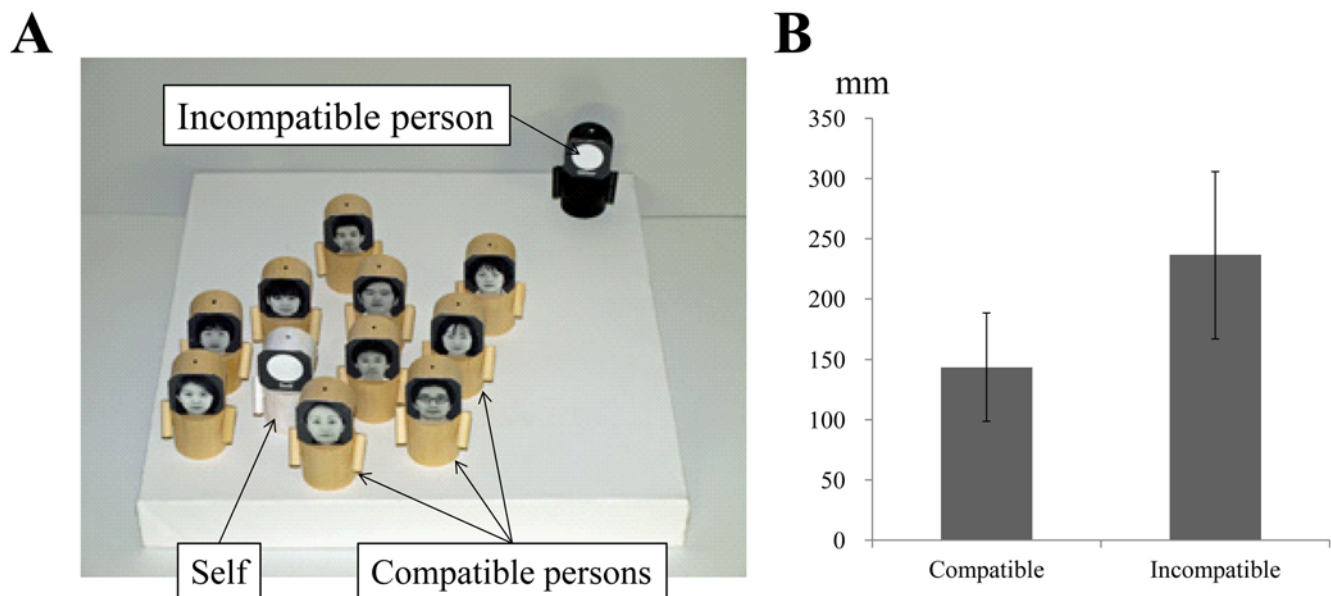 A
Incompatible person
Self
Compatible persons
B
mm
350
300
250
200
150
100
50
0
Compatible
Incompatible